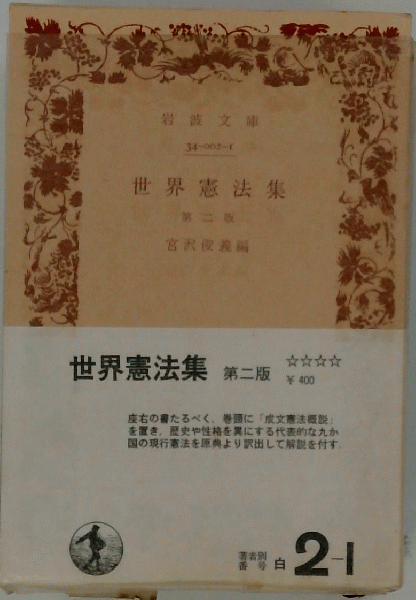 岩波文庫
34-002-1
世界憲法集
第二版
宮沢俊義編
世界憲法集 第二版 ☆☆☆☆
¥400
座右の書たるべく、巻頭に「成文憲法概説」
を置き、歴史や性格を異にする代表的な九か
国の現行憲法を原典より訳出して解説を付す.
著者別
番号 白 2-1